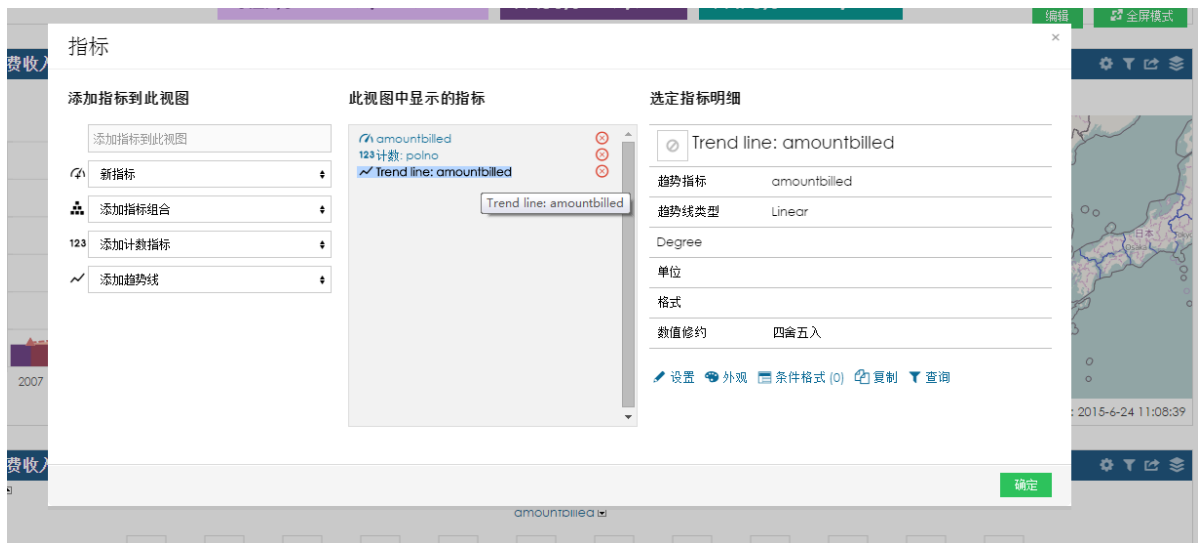 编辑
全屏模式
指标
×
费收入
添加指标到此视图
此视图中显示的指标
选定指标明细
添加指标到此视图
新指标
添加指标组合
123 添加计数指标
添加趋势线
amountbilled
123 计数: polno
Trend line: amountbilled
Trend line: amountbilled
Trend line: amountbilled
趋势指标 amountbilled
趋势线类型 Linear
Degree
单位
格式
数值修约 四舍五入
设置 外观 条件格式 (0) 复制 查询
日本
Osaka
2007
: 2015-6-24 11:08:39
费收入
确定
amountbilled